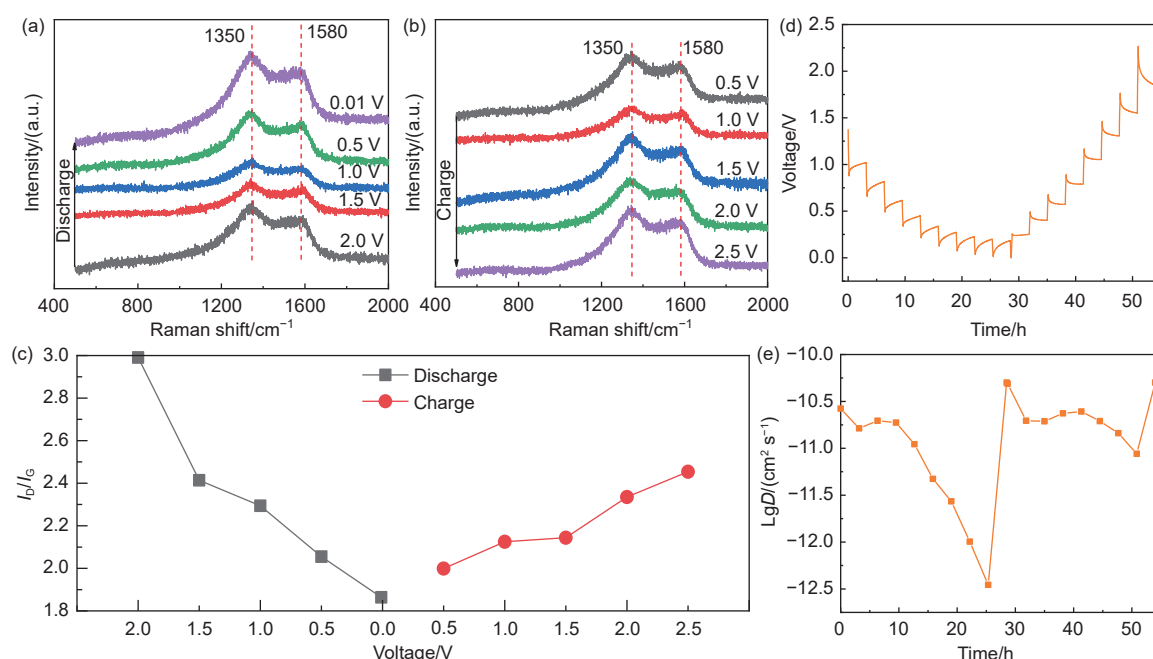 (a)
1350
1580
0.01 V
0.5 V
1.0 V
1.5 V
2.0 V
Discharge
Intensity/(a.u.)
400
800
1200
1600
2000
Raman shift/cm⁻¹
(b)
1350
1580
0.5 V
1.0 V
1.5 V
2.0 V
2.5 V
Charge
Intensity/(a.u.)
400
800
1200
1600
2000
Raman shift/cm⁻¹
(d)
2.5
2.0
1.5
1.0
0.5
0.0
Voltage/V
0
10
20
30
40
50
Time/h
(c)
3.0
2.6
2.4
2.2
2.0
1.8
I_D/I_G
Discharge
Charge
2.0
1.5
1.0
0.5
0.0
0.5
1.0
1.5
2.0
2.5
Voltage/V
(e)
−10.0
−10.5
−11.0
−11.5
−12.0
−12.5
LgD/(cm² s⁻¹)
0
10
20
30
40
50
Time/h